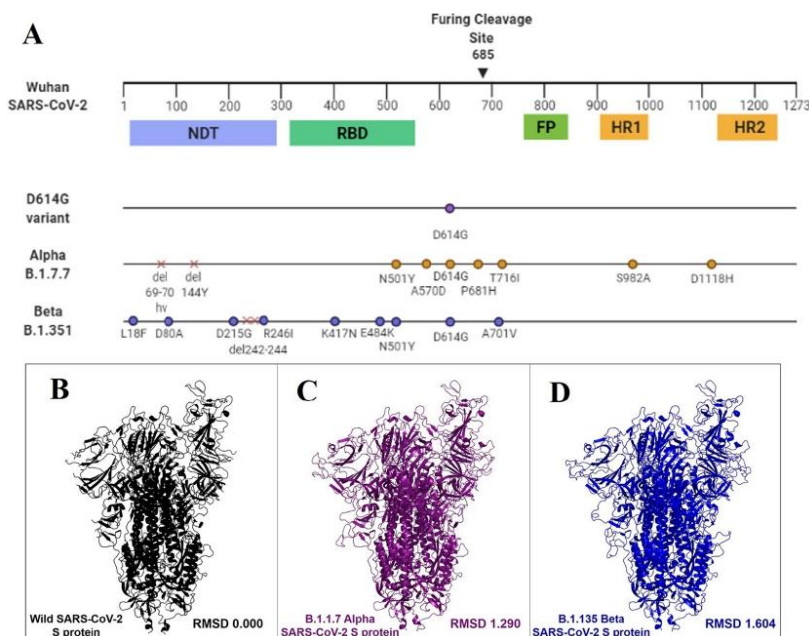 A
Furing Cleavage
Site
685
Wuhan
SARS-CoV-2
1 100 200 300 400 500 600 700 800 900 1000 1100 1200 1273
NDT RBD FP HR1 HR2
D614G
variant
D614G
Alpha
B.1.7.7
del
69-70
hv
del
144Y
N501Y
A570D
D614G
P681H
T716I
S982A
D1118H
Beta
B.1.351
L18F D80A D215G R246I K417N E484K N501Y D614G A701V
del242-244
B
Wild SARS-CoV-2
S protein
RMSD 0.000
C
B.1.1.7 Alpha
SARS-CoV-2 S protein
RMSD 1.290
D
B.1.135 Beta
SARS-CoV-2 S protein
RMSD 1.604